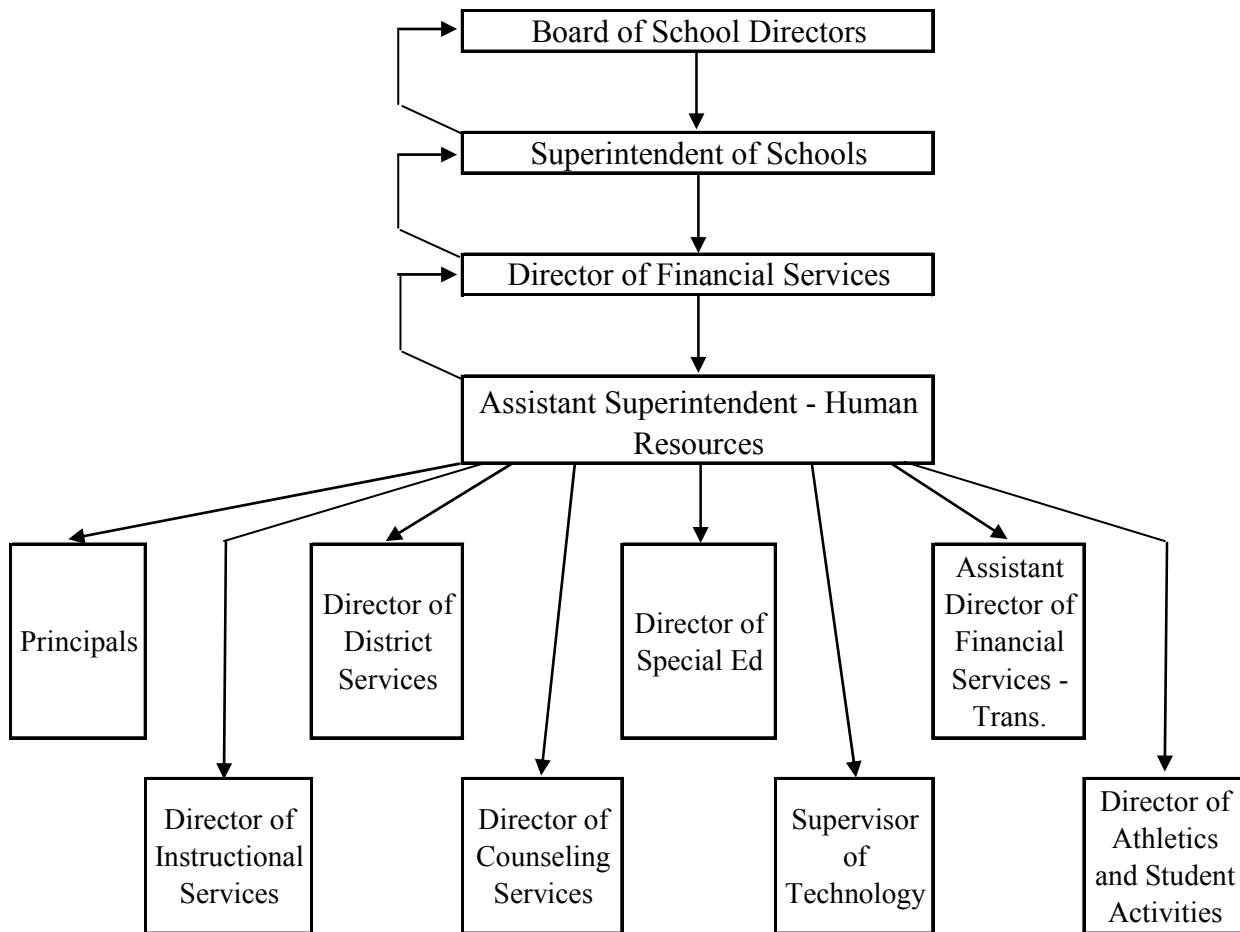 Board of School Directors
Superintendent of Schools
Director of Financial Services
Assistant Superintendent - Human
Resources
Principals
Director of
District
Services
Director of
Special Ed
Assistant
Director of
Financial
Services -
Trans.
Director of
Instructional
Services
Director of
Counseling
Services
Supervisor
of
Technology
Director of
Athletics
and Student
Activities